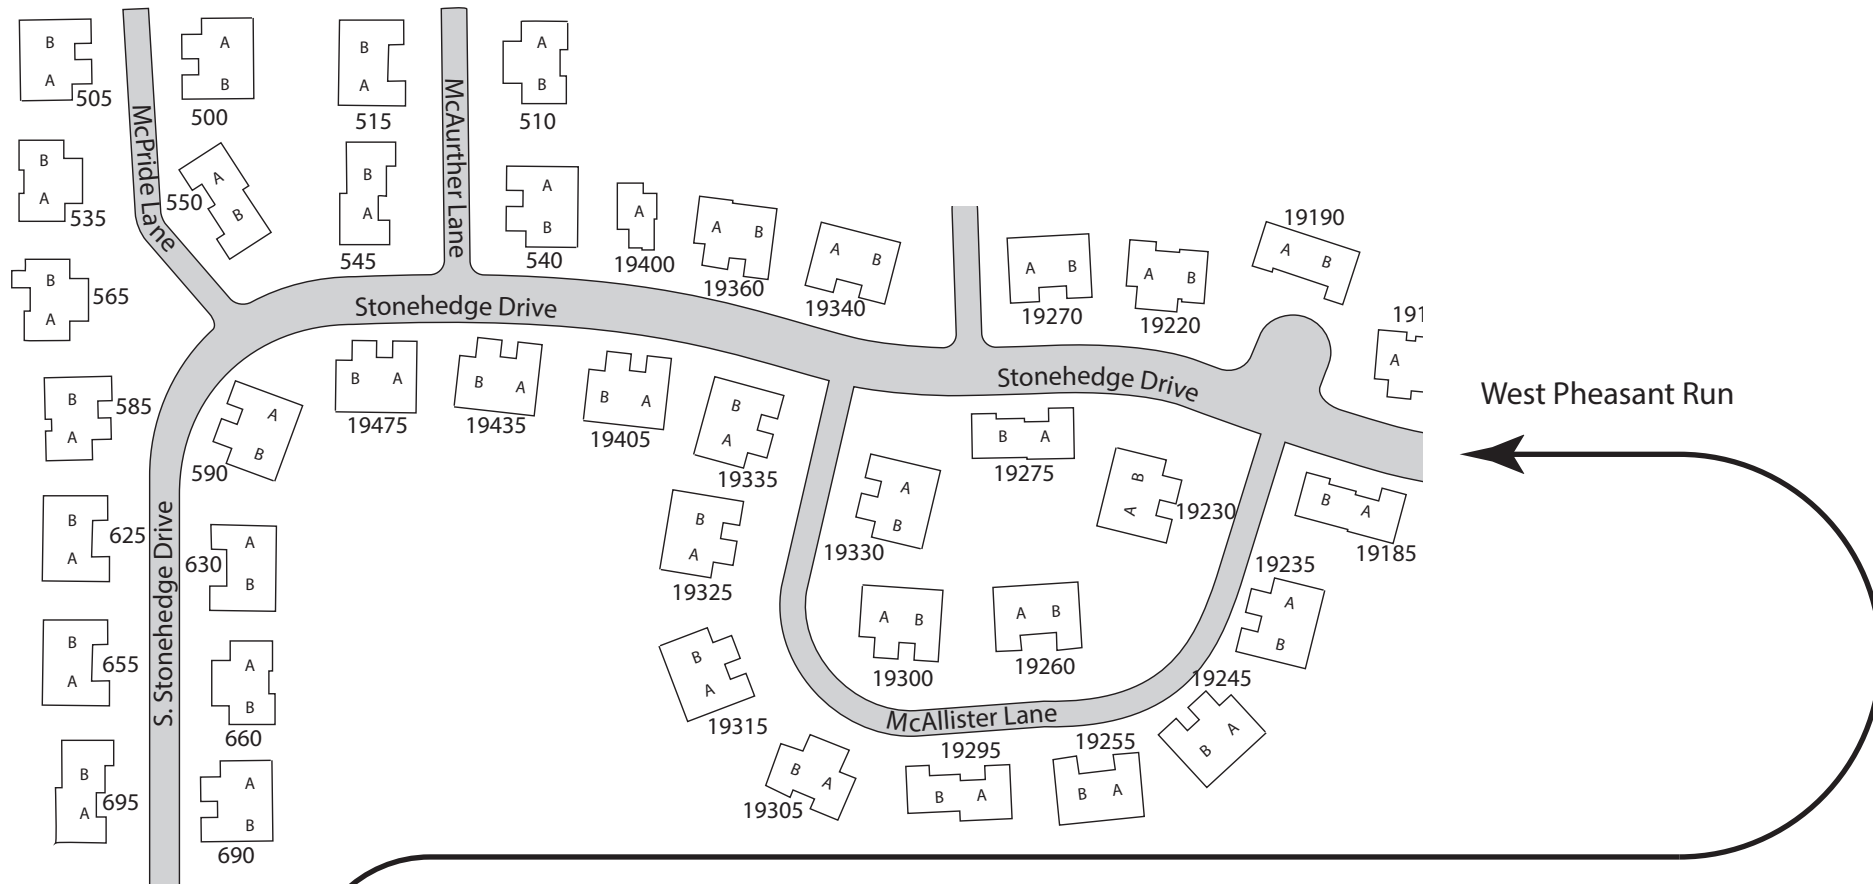 B
A
505
A
B
500
B
A
515
A
B
510
McPride Lane
McAurther Lane
B
A
535
A
B
550
B
A
545
A
B
540
A
19400
A B
19360
A B
19340
A B
19270
A B
19220
19190
A B
191
A
B
A
565
Stonehedge Drive
Stonehedge Drive
West Pheasant Run
B
A
585
A
B
590
B A
19475
B A
19435
B A
19405
B
A
19335
B A
19275
A
B
19330
B
A
19230
B A
19185
B
A
625
S. Stonehedge Drive
A
B
630
B
A
19325
19235
A
B
B
A
655
A
B
660
B
A
19315
A B
19300
A B
19260
19245
B A
McAllister Lane
B
A
695
A
B
690
B A
19305
19295
B A
19255
B A